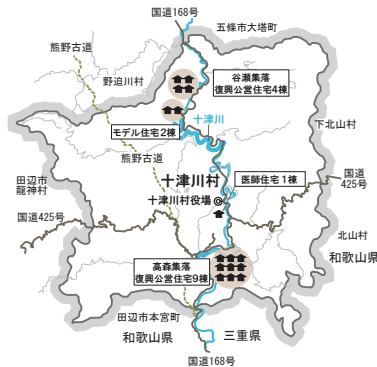 国道168号
五條市大塔町
熊野古道
野迫川村
谷瀬集落
復興公営住宅4棟
十津川
モデル住宅2棟
下北山村
熊野古道
十津川村
医師住宅1棟
国道
425号
田辺市
龍神村
十津川村役場
国道425号
北山村
和歌山県
高森集落
復興公営住宅9棟
田辺市本宮町
和歌山県
三重県
国道168号